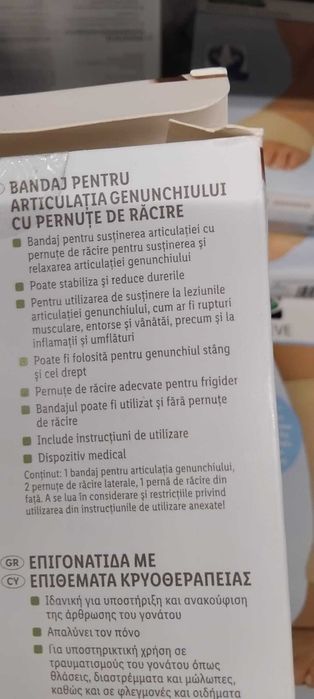 BANDAJ PENTRU
ARTICULAȚIA GENUNCHIULUI
CU PERNUȚE DE RĂCIRE
Bandaj pentru susținerea articulației cu
pernuțe de răcire pentru susținerea și
relaxarea articulației genunchiului
Poate stabiliza și reduce durerile
Pentru utilizarea de susținere la leziunile
articulației genunchiului, cum ar fi rupturi
musculare, entorse și vânătăi, precum și la
inflamații și umflături
Poate fi folosită pentru genunchiul stâng
și cel drept
Pernuțe de răcire adecvate pentru frigider
Bandajul poate fi utilizat și fără pernuțe
de răcire
Include instrucțiuni de utilizare
Dispozitiv medical
Conținut: 1 bandaj pentru articulația genunchiului,
2 pernuțe de răcire laterale, 1 pernă de răcire din
față. A se lua în considerare și restricțiile privind
utilizarea din instrucțiunile de utilizare anexate!
GR ΕΠΙΓΟΝΑΤΙΔΑ ΜΕ
CY ΕΠΙΘΕΜΑΤΑ ΚΡΥΟΘΕΡΑΠΕΙΑΣ
Ιδανική για υποστήριξη και ανακούφιση
της άρθρωσης του γονάτου
Απαλύνει τον πόνο
Για υποστηρικτική χρήση σε
τραυματισμούς του γονάτου όπως
θλάσεις, διαστρέμματα και μώλωπες,
καθώς και σε φλεγμονές και οιδήματα